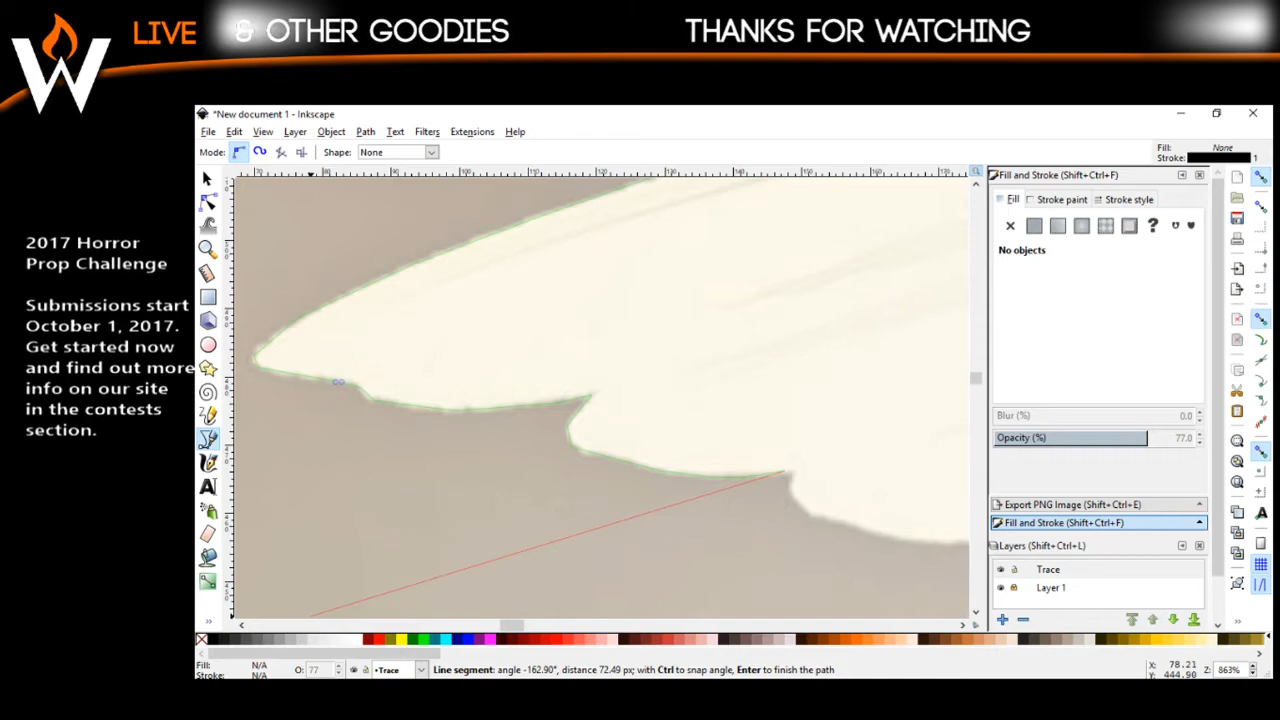 W
LIVE
& OTHER GOODIES
THANKS FOR WATCHING
2017 Horror
Prop Challenge
Submissions start
October 1, 2017.
Get started now
and find out more
info on our site
in the contests
section.
*New document 1 - Inkscape
File Edit View Layer Object Path Text Filters Extensions Help
Mode: Shape: None
Fill: None
Stroke: 1
Fill and Stroke (Shift+Ctrl+F)
Fill Stroke paint Stroke style
No objects
Blur (%) 0.0
Opacity (%) 77.0
Export PNG Image (Shift+Ctrl+E)
Fill and Stroke (Shift+Ctrl+F)
Layers (Shift+Ctrl+L)
Trace
Layer 1
Fill: N/A
Stroke: N/A
O: 77
•Trace
Line segment: angle -162.90°, distance 72.49 px; with Ctrl to snap angle, Enter to finish the path
X: 78.21
Y: 444.90
Z: 863%